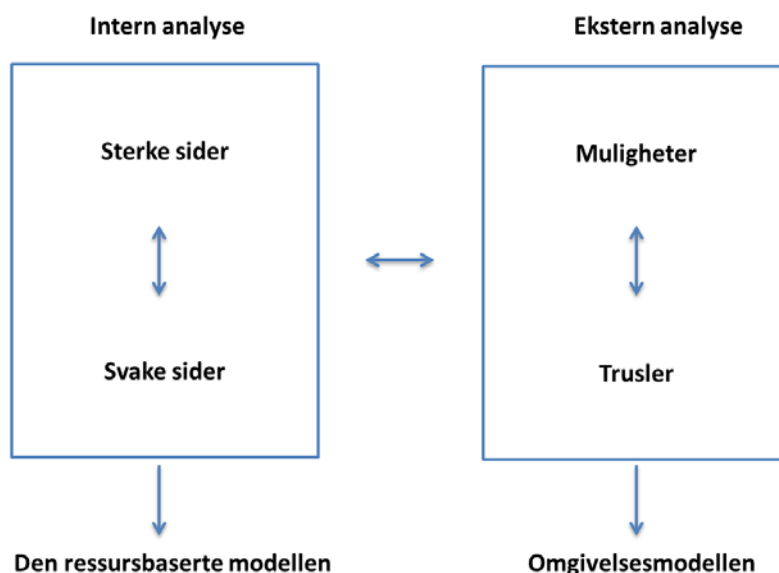 Intern analyse
Ekstern analyse
Sterke sider
Muligheter
Svake sider
Trusler
Den ressursbaserte modellen
Omgivelsesmodellen